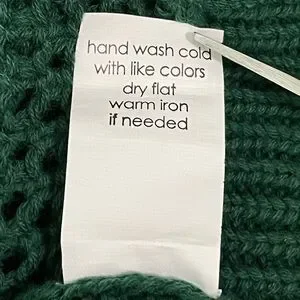 hand wash cold
with like colors
dry flat
warm iron
if needed